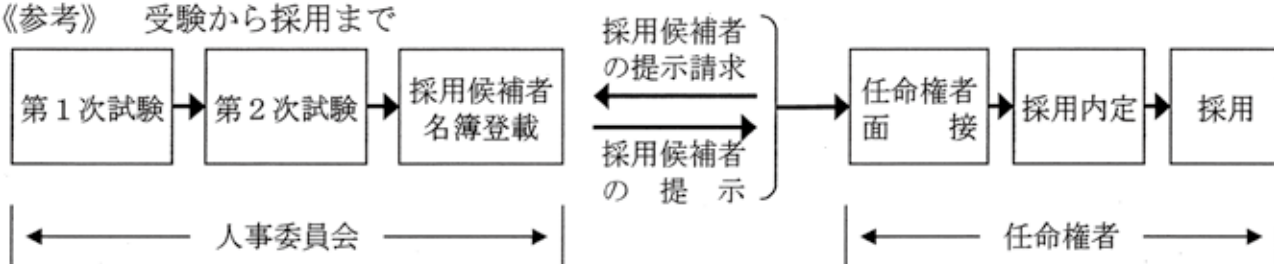 《参考》 受験から採用まで
第１次試験
第２次試験
採用候補者
名簿登載
採用候補者
の提示請求
採用候補者
の 提 示
任命権者
面 接
採用内定
採用
人事委員会
任命権者